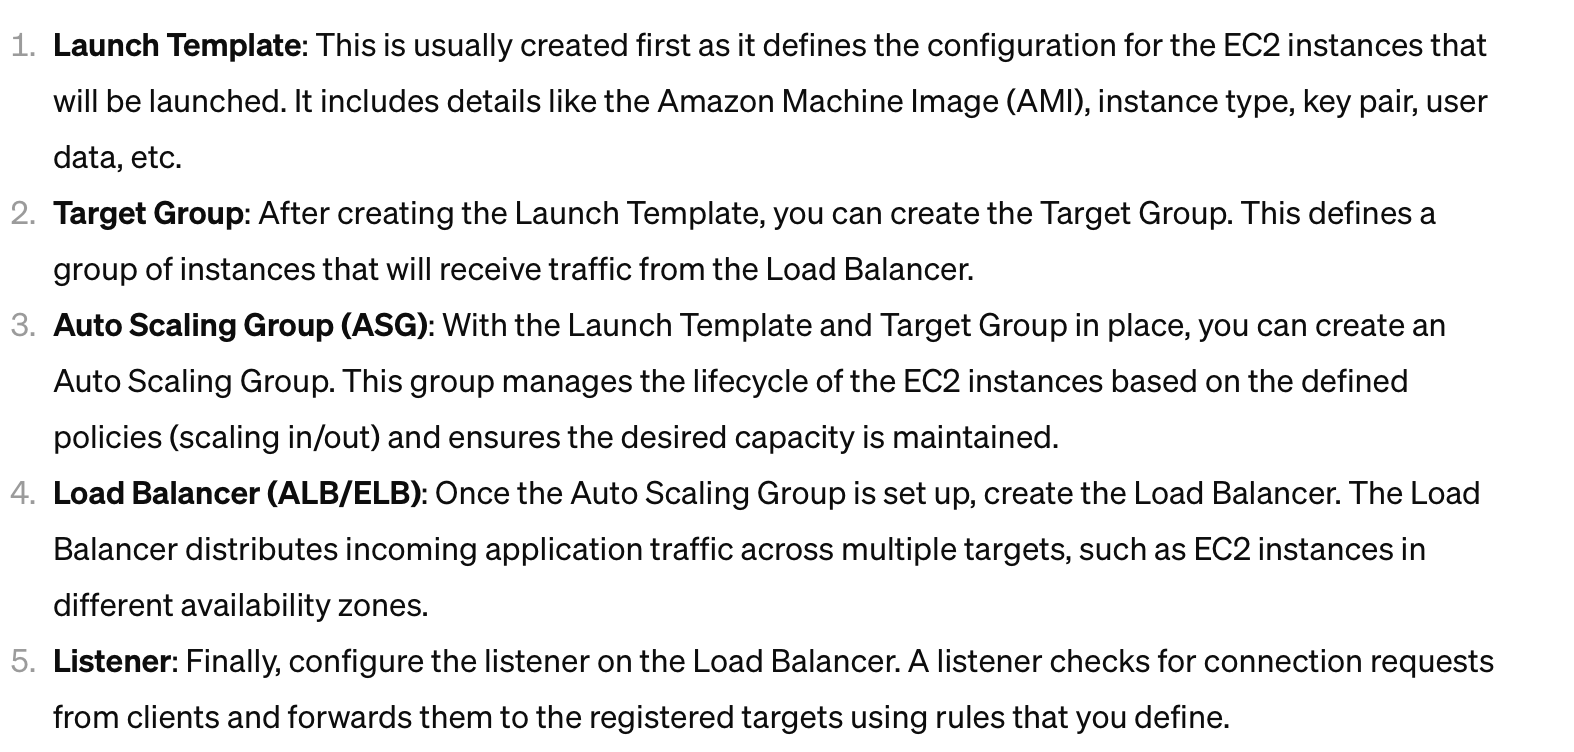 1. Launch Template: This is usually created first as it defines the configuration for the EC2 instances that
will be launched. It includes details like the Amazon Machine Image (AMI), instance type, key pair, user
data, etc.
2. Target Group: After creating the Launch Template, you can create the Target Group. This defines a
group of instances that will receive traffic from the Load Balancer.
3. Auto Scaling Group (ASG): With the Launch Template and Target Group in place, you can create an
Auto Scaling Group. This group manages the lifecycle of the EC2 instances based on the defined
policies (scaling in/out) and ensures the desired capacity is maintained.
4. Load Balancer (ALB/ELB): Once the Auto Scaling Group is set up, create the Load Balancer. The Load
Balancer distributes incoming application traffic across multiple targets, such as EC2 instances in
different availability zones.
5. Listener: Finally, configure the listener on the Load Balancer. A listener checks for connection requests
from clients and forwards them to the registered targets using rules that you define.